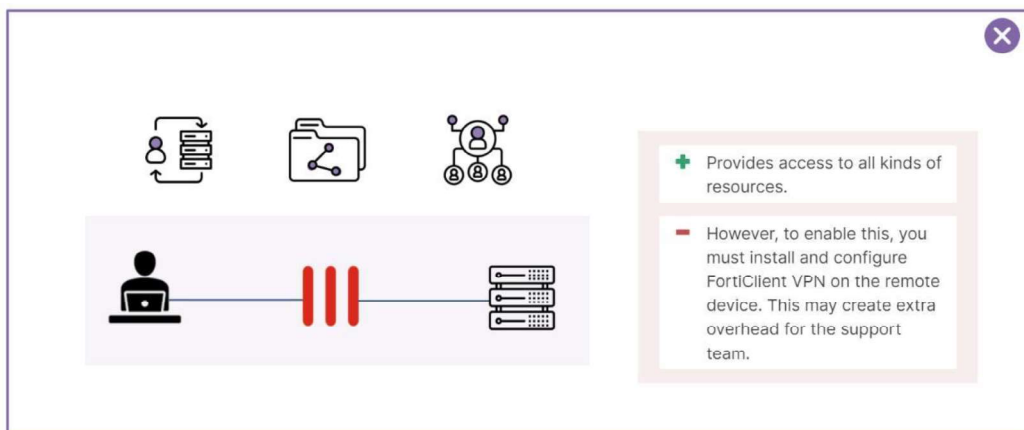 Provides access to all kinds of
resources.
However, to enable this, you
must install and configure
FortiClient VPN on the remote
device. This may create extra
overhead for the support
team.